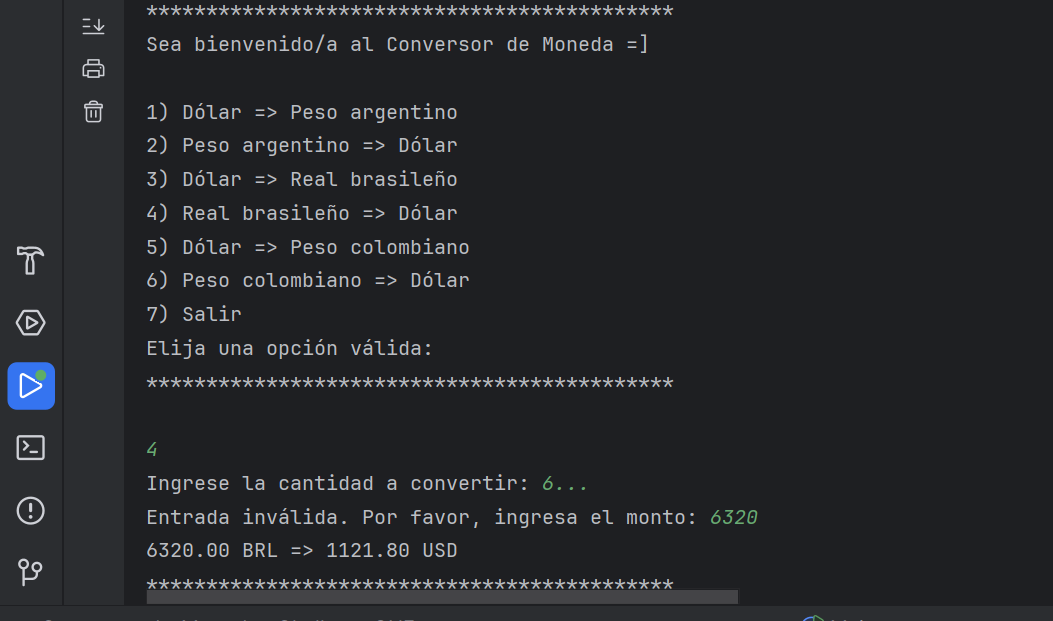 ********************************************
Sea bienvenido/a al Conversor de Moneda =]
1) Dólar => Peso argentino
2) Peso argentino => Dólar
3) Dólar => Real brasileño
4) Real brasileño => Dólar
5) Dólar => Peso colombiano
6) Peso colombiano => Dólar
7) Salir
Elija una opción válida:
********************************************
4
Ingrese la cantidad a convertir: 6...
Entrada inválida. Por favor, ingresa el monto: 6320
6320.00 BRL => 1121.80 USD
********************************************